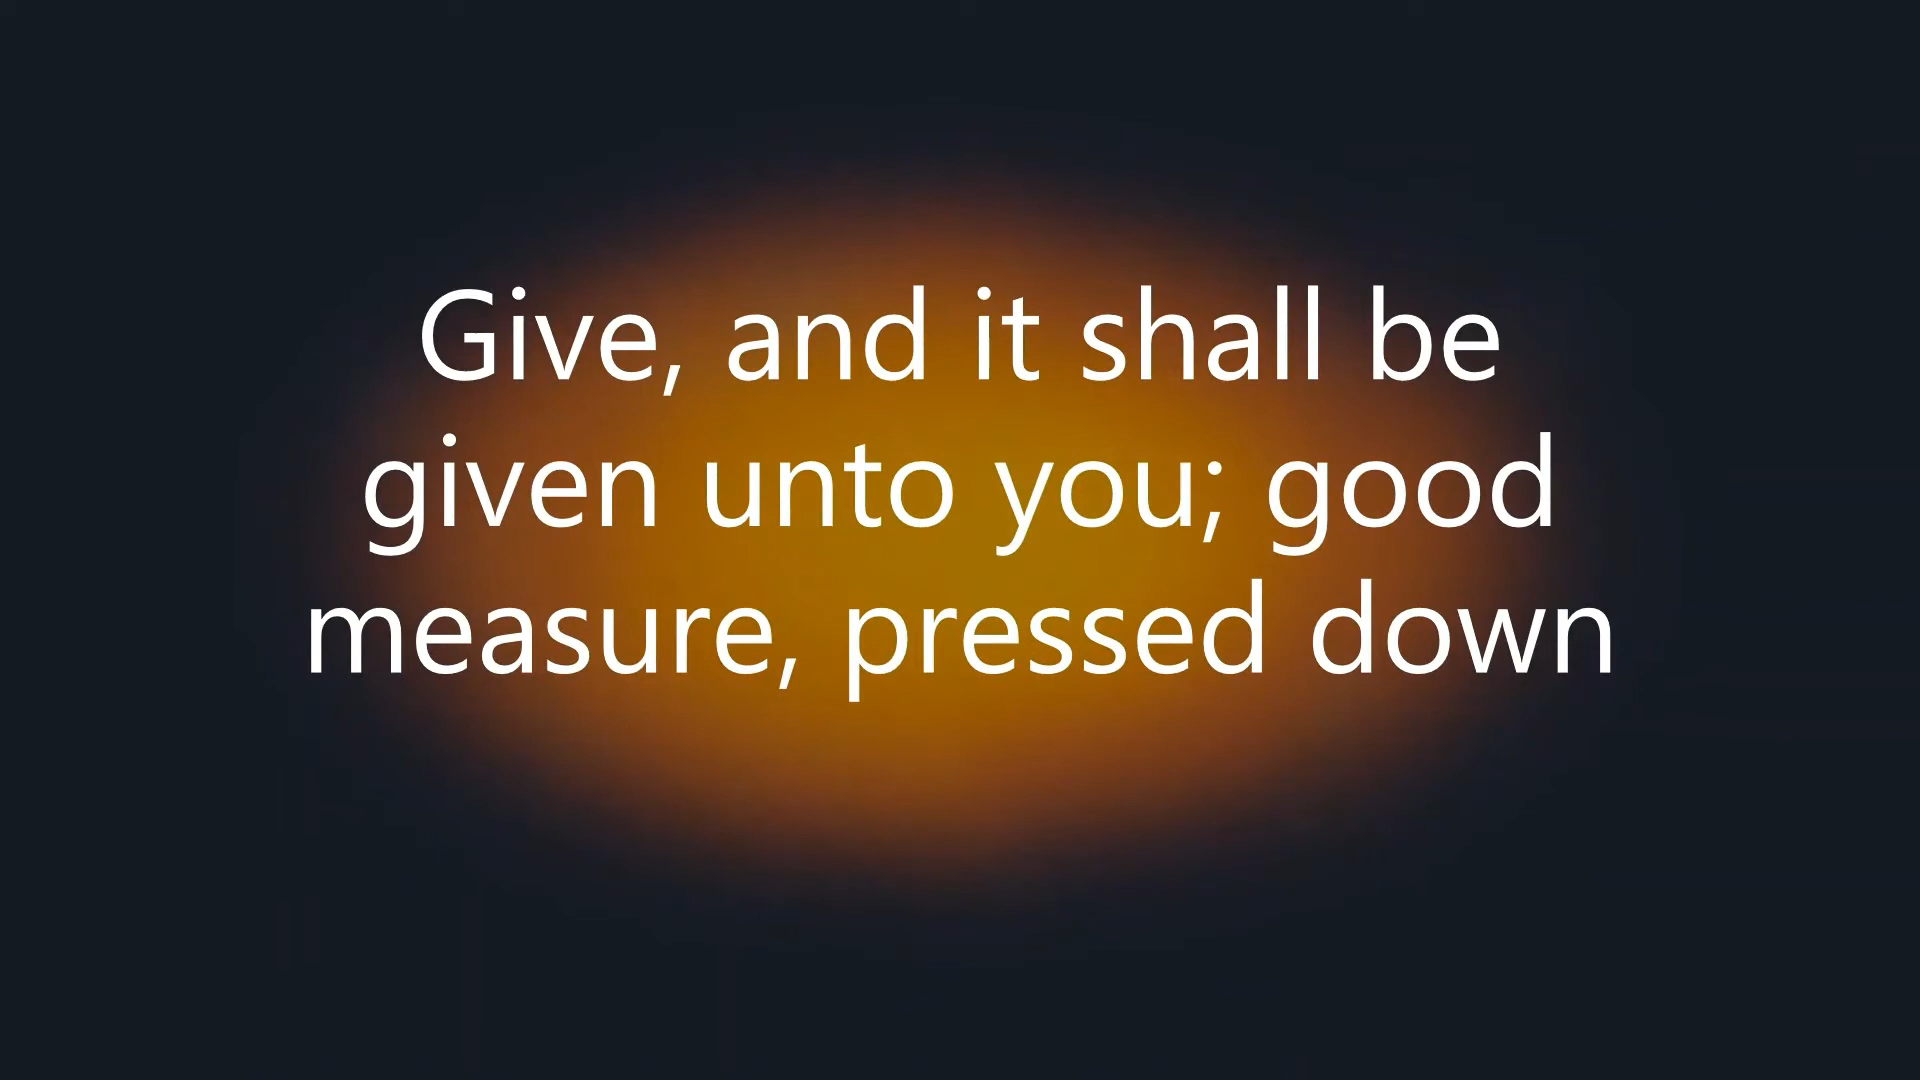 Give, and it shall be
given unto you; good
measure, pressed down